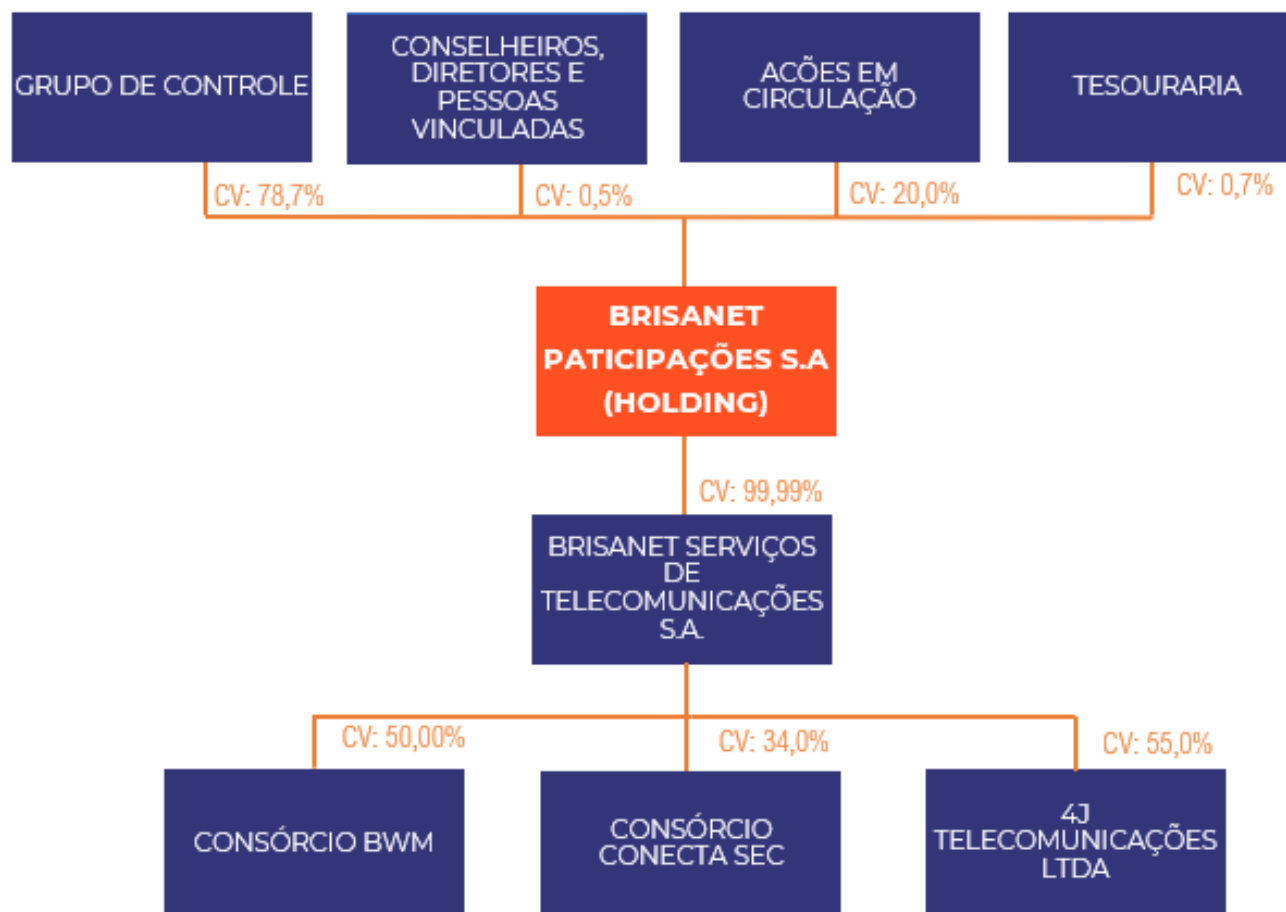 GRUPO DE CONTROLE
CONSELHEIROS,
DIRETORES E
PESSOAS
VINCULADAS
ACÕES EM
CIRCULAÇÃO
TESOURARIA
CV: 78,7%
CV: 0,5%
CV: 20,0%
CV: 0,7%
BRISANET
PATICIPAÇÕES S.A
(HOLDING)
CV: 99,99%
BRISANET SERVIÇOS
DE
TELECOMUNICAÇÕES
S.A.
CV: 50,00%
CV: 34,0%
CV: 55,0%
CONSÓRCIO BWM
CONSÓRCIO
CONECTA SEC
4J
TELECOMUNICAÇÕES
LTDA